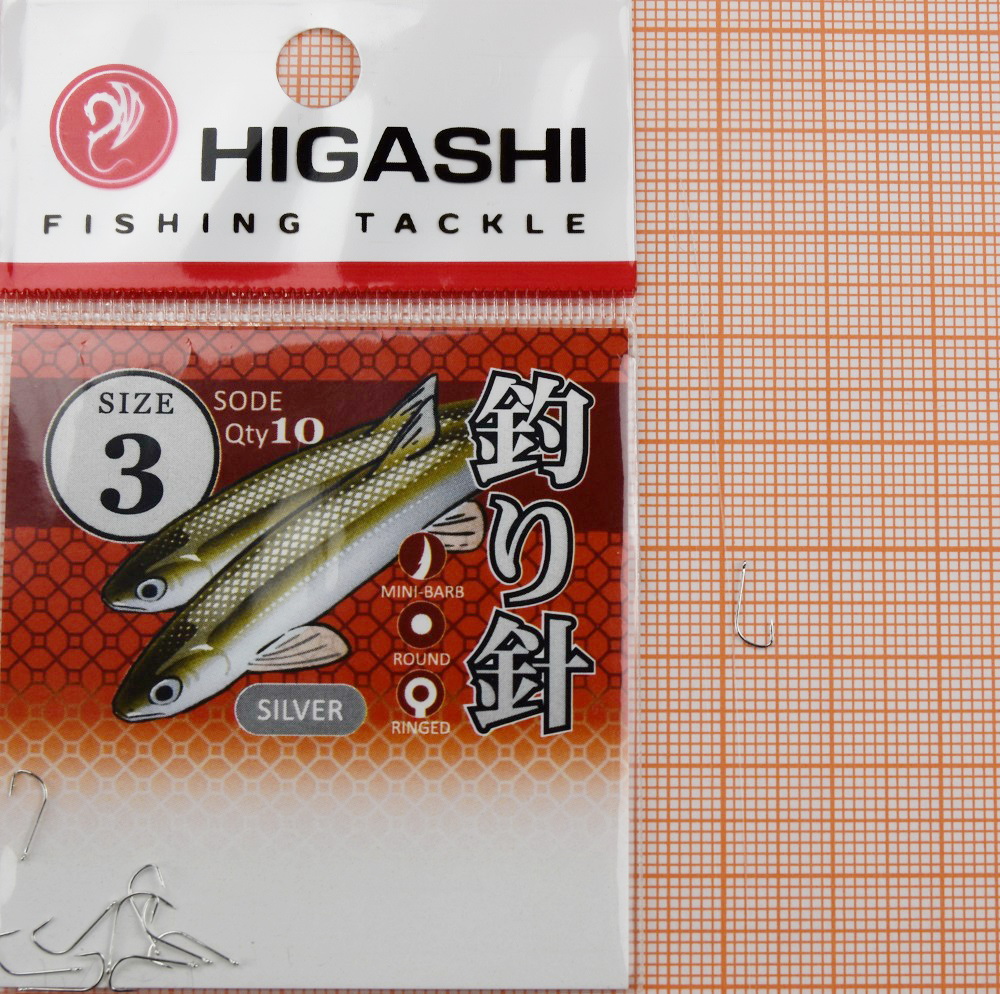 HIGASHI
FISHING TACKLE
SIZE
3
SODE
Qty10
釣り針
MINI-BARB
ROUND
RINGED
SILVER